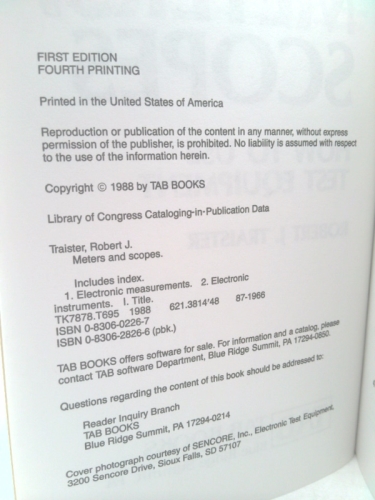 FIRST EDITION
FOURTH PRINTING
Printed in the United States of America
Reproduction or publication of the content in any manner, without express
permission of the publisher, is prohibited. No liability is assumed with respect
to the use of the information herein.
Copyright © 1988 by TAB BOOKS
Library of Congress Cataloging-in-Publication Data
Traister, Robert J.
Meters and scopes.
Includes index.
1. Electronic measurements. 2. Electronic
instruments. I. Title.
TK7878.T695 1988 621.3814'48 87-1966
ISBN 0-8306-0226-7
ISBN 0-8306-2826-6 (pbk.)
TAB BOOKS offers software for sale. For information and a catalog, please
contact TAB software Department, Blue Ridge Summit, PA 17294-0850.
Questions regarding the content of this book should be addressed to:
Reader Inquiry Branch
TAB BOOKS
Blue Ridge Summit, PA 17294-0214
Cover photograph courtesy of SENCORE, Inc., Electronic Test Equipment,
3200 Sencore Drive, Sioux Falls, SD 57107